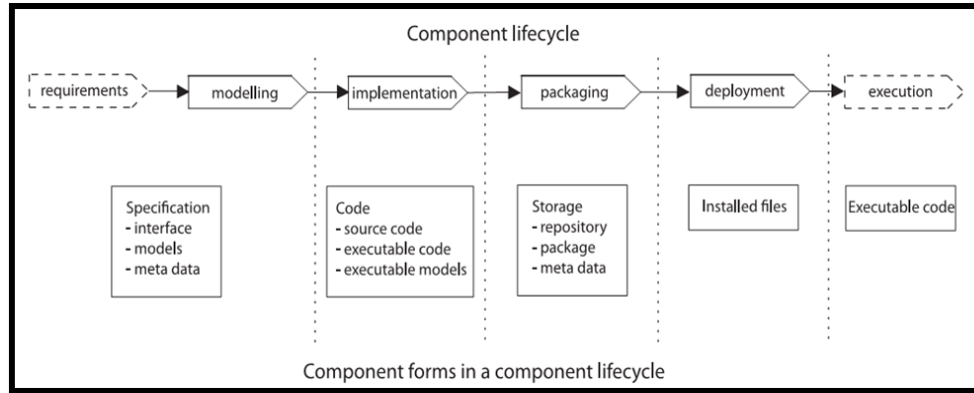 Component lifecycle
requirements
modelling
implementation
packaging
deployment
execution
Specification
- interface
- models
- meta data
Code
- source code
- executable code
- executable models
Storage
- repository
- package
- meta data
Installed files
Executable code
Component forms in a component lifecycle